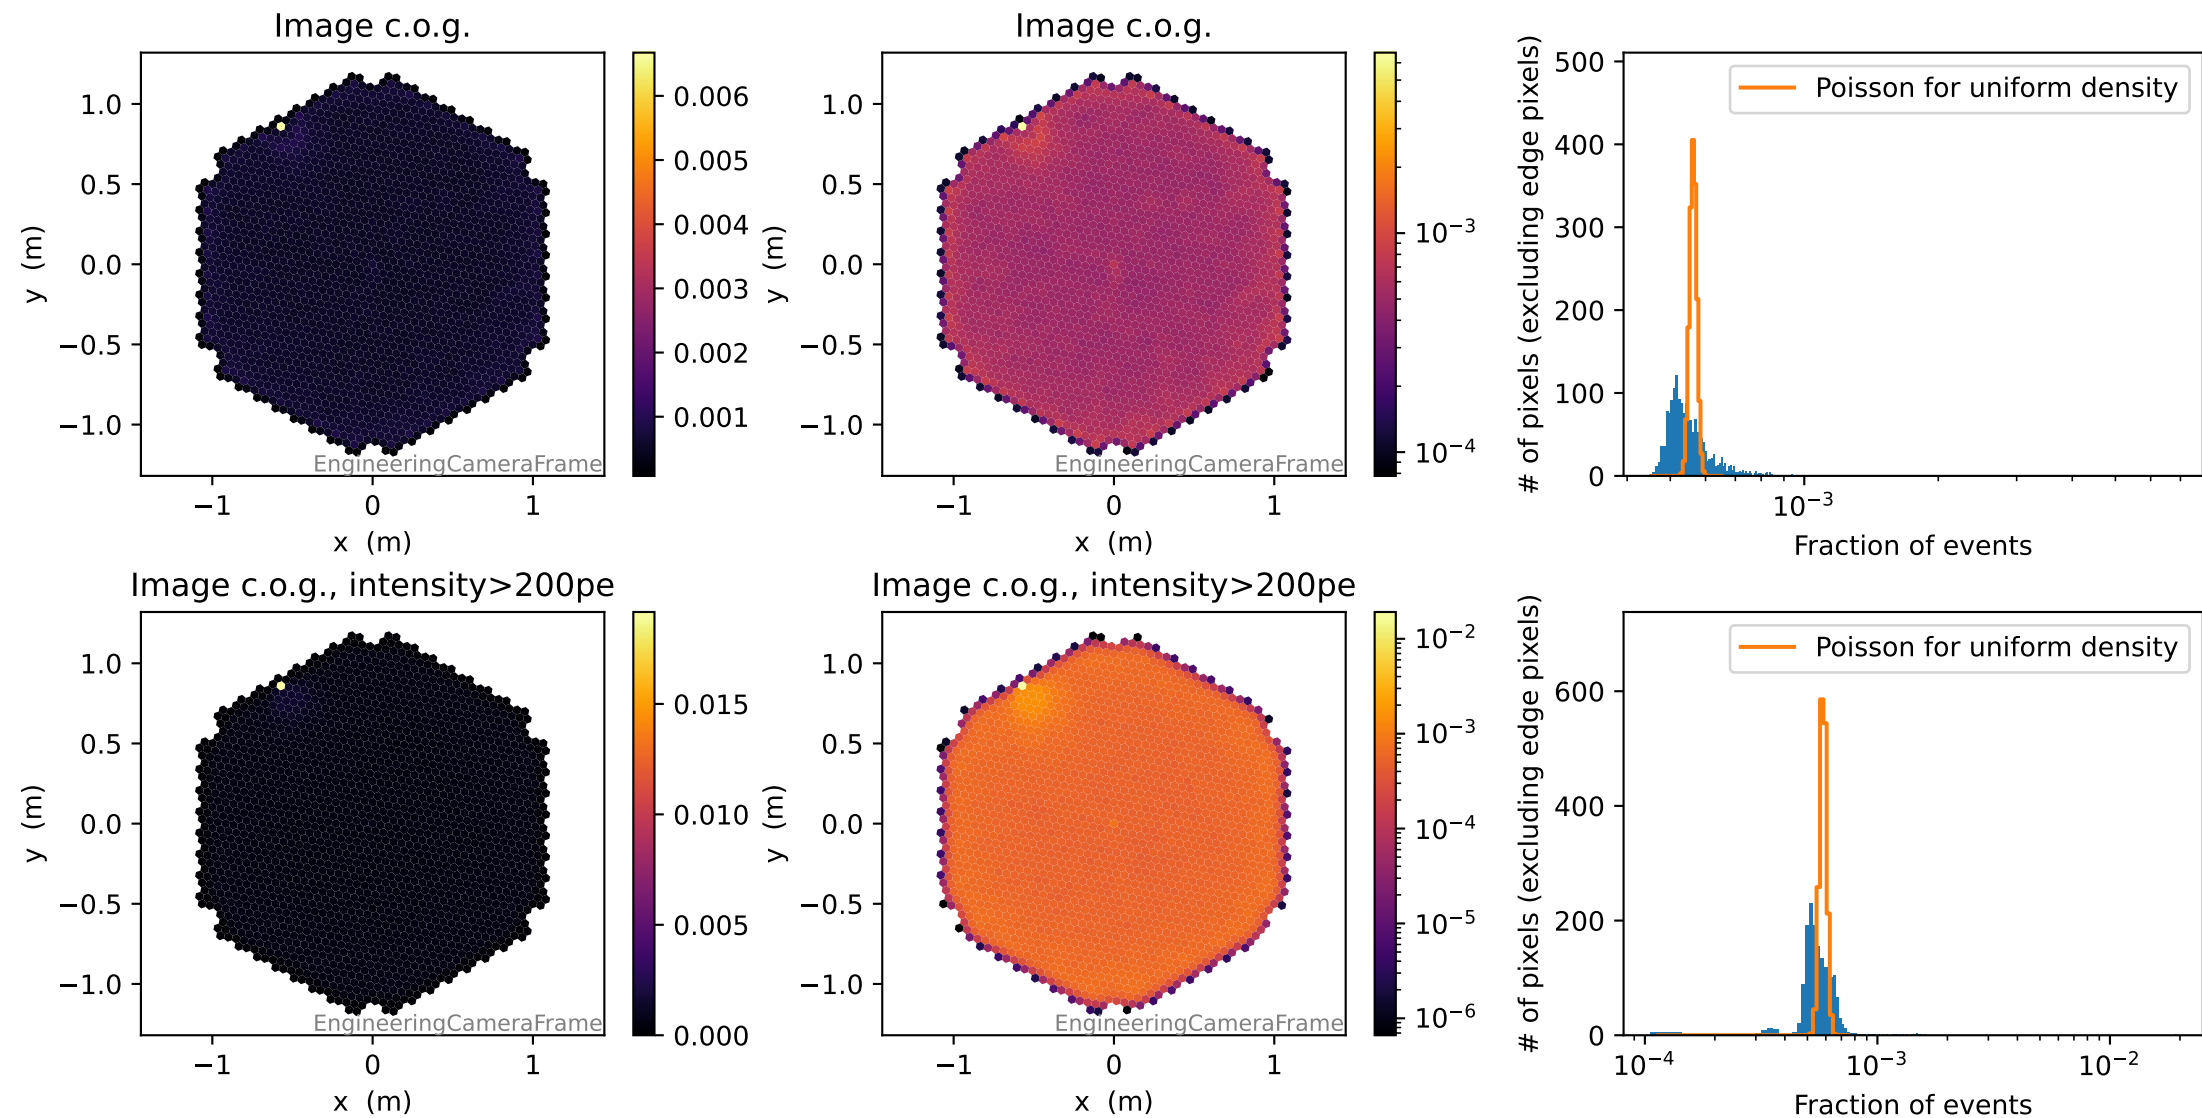 Image c.o.g.
1.0
0.5
0.0
−0.5
−1.0
y (m)
−1
0
1
x (m)
EngineeringCameraFrame
0.006
0.005
0.004
0.003
0.002
0.001
Image c.o.g.
1.0
0.5
0.0
−0.5
−1.0
y (m)
−1
0
1
x (m)
EngineeringCameraFrame
10⁻³
10⁻⁴
# of pixels (excluding edge pixels)
500
400
300
200
100
0
Poisson for uniform density
10⁻³
Fraction of events
Image c.o.g., intensity>200pe
1.0
0.5
0.0
−0.5
−1.0
y (m)
−1
0
1
x (m)
EngineeringCameraFrame
0.015
0.010
0.005
0.000
Image c.o.g., intensity>200pe
1.0
0.5
0.0
−0.5
−1.0
y (m)
−1
0
1
x (m)
EngineeringCameraFrame
10⁻²
10⁻³
10⁻⁴
10⁻⁵
10⁻⁶
# of pixels (excluding edge pixels)
600
400
200
0
Poisson for uniform density
10⁻⁴
10⁻³
10⁻²
Fraction of events